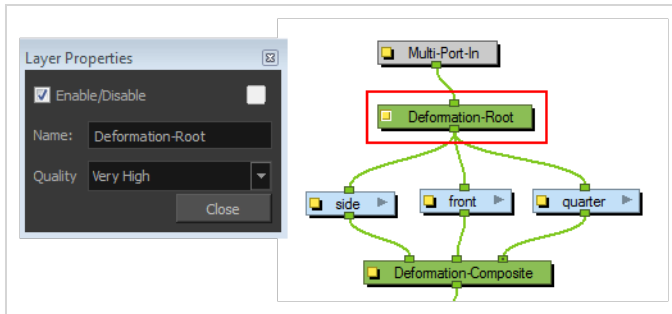 Layer Properties
Enable/Disable
Name: Deformation-Root
Quality Very High
Close
Multi-Port-In
Deformation-Root
side front quarter
Deformation-Composite